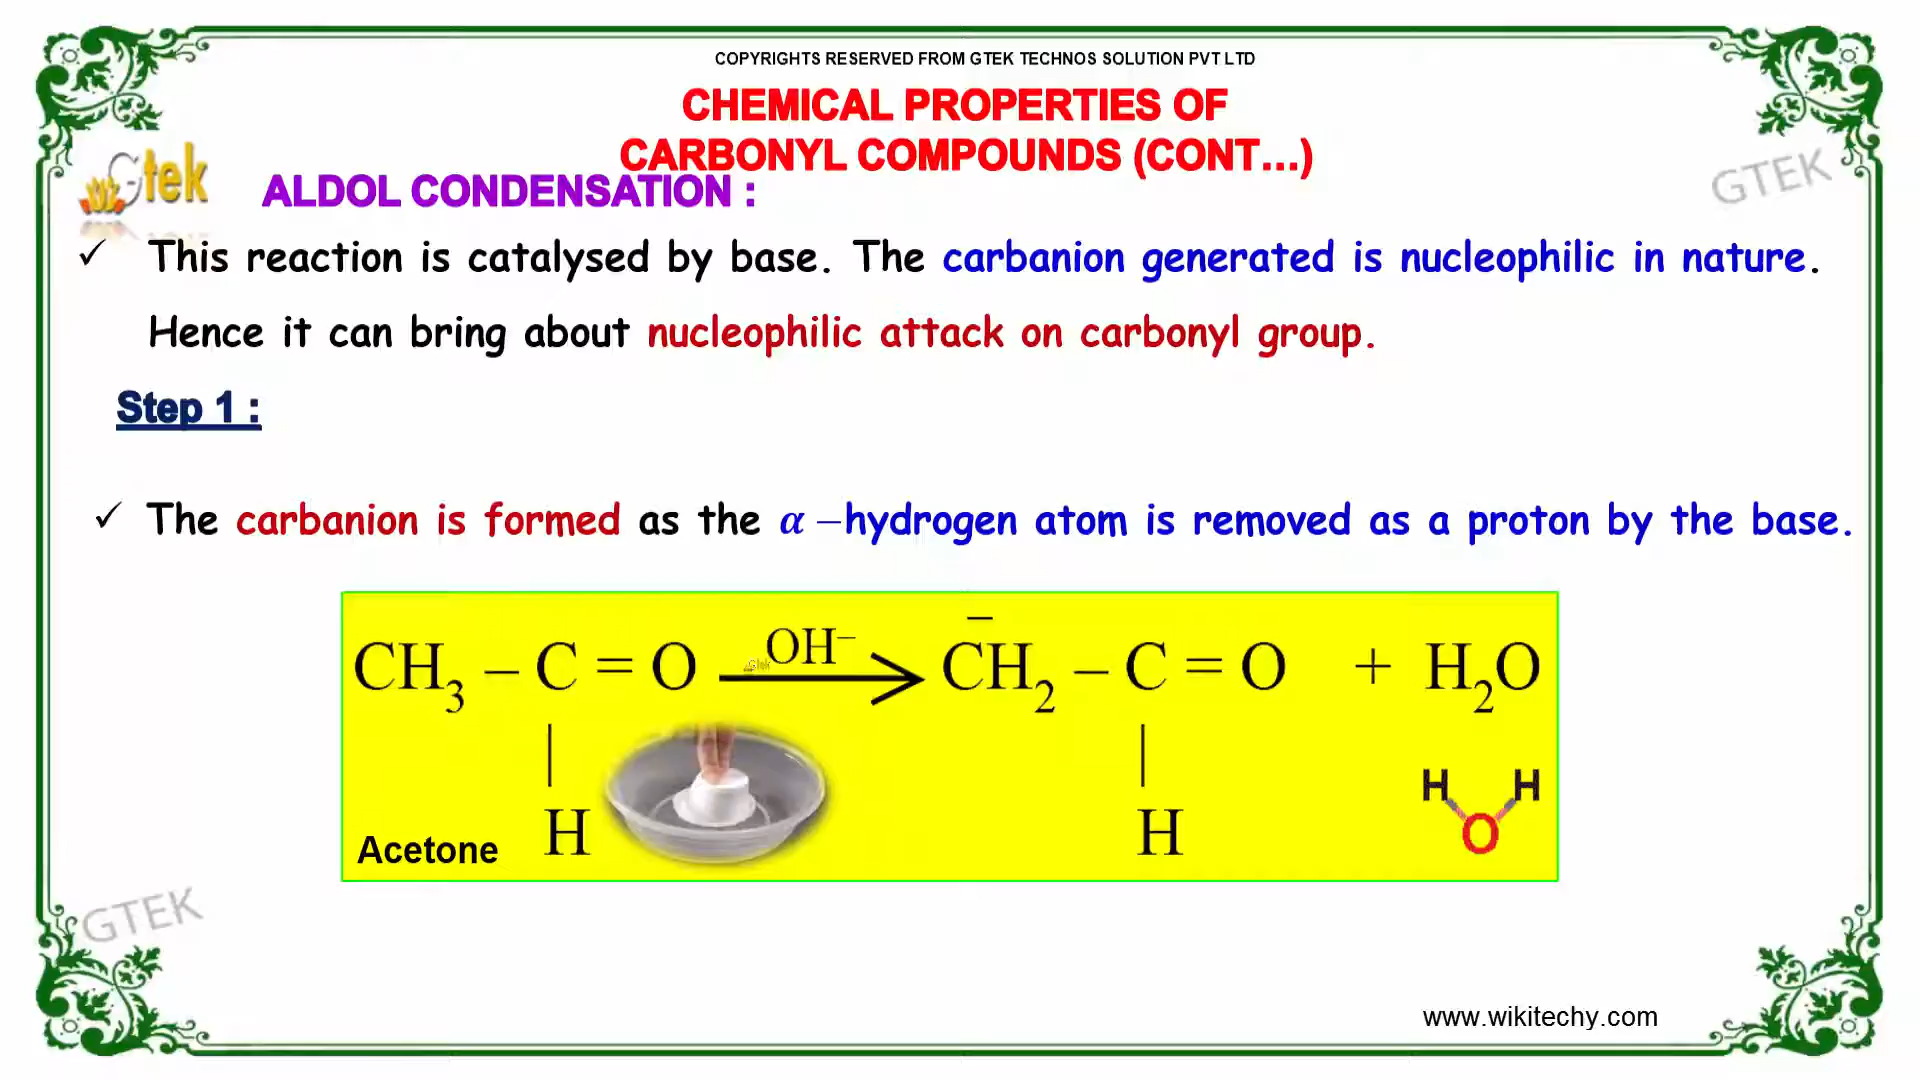 COPYRIGHTS RESERVED FROM GTEK TECHNOS SOLUTION PVT LTD
CHEMICAL PROPERTIES OF
CARBONYL COMPOUNDS (CONT...)
Gtek
GTEK
ALDOL CONDENSATION :
✓ This reaction is catalysed by base. The carbanion generated is nucleophilic in nature.
Hence it can bring about nucleophilic attack on carbonyl group.
Step 1 :
✓ The carbanion is formed as the α –hydrogen atom is removed as a proton by the base.
OH⁻
Gtek
CH₃ – C = O ⟶ C̄H₂ – C = O + H₂O
| |
H H
H H
O
Acetone
GTEK
www.wikitechy.com